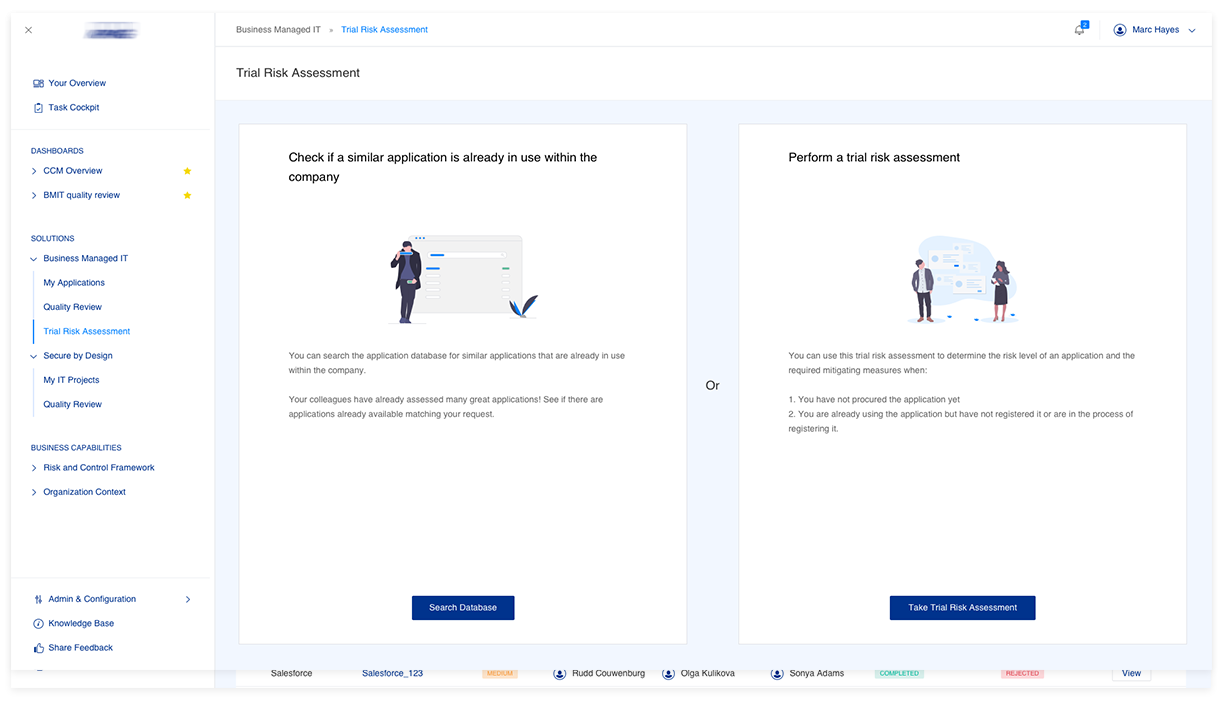 Business Managed IT » Trial Risk Assessment
2
Marc Hayes
Trial Risk Assessment
Your Overview
Task Cockpit
DASHBOARDS
CCM Overview
BMIT quality review
SOLUTIONS
Business Managed IT
My Applications
Quality Review
Trial Risk Assessment
Secure by Design
My IT Projects
Quality Review
BUSINESS CAPABILITIES
Risk and Control Framework
Organization Context
Admin & Configuration
Knowledge Base
Share Feedback
Check if a similar application is already in use within the
company
You can search the application database for similar applications that are already in use
within the company.
Your colleagues have already assessed many great applications! See if there are
applications already available matching your request.
Search Database
Or
Perform a trial risk assessment
You can use this trial risk assessment to determine the risk level of an application and the
required mitigating measures when:
1. You have not procured the application yet
2. You are already using the application but have not registered it or are in the process of
registering it.
Take Trial Risk Assessment
Salesforce Salesforce_123 MEDIUM Rudd Couwenburg Olga Kulikova Sonya Adams COMPLETED REJECTED View